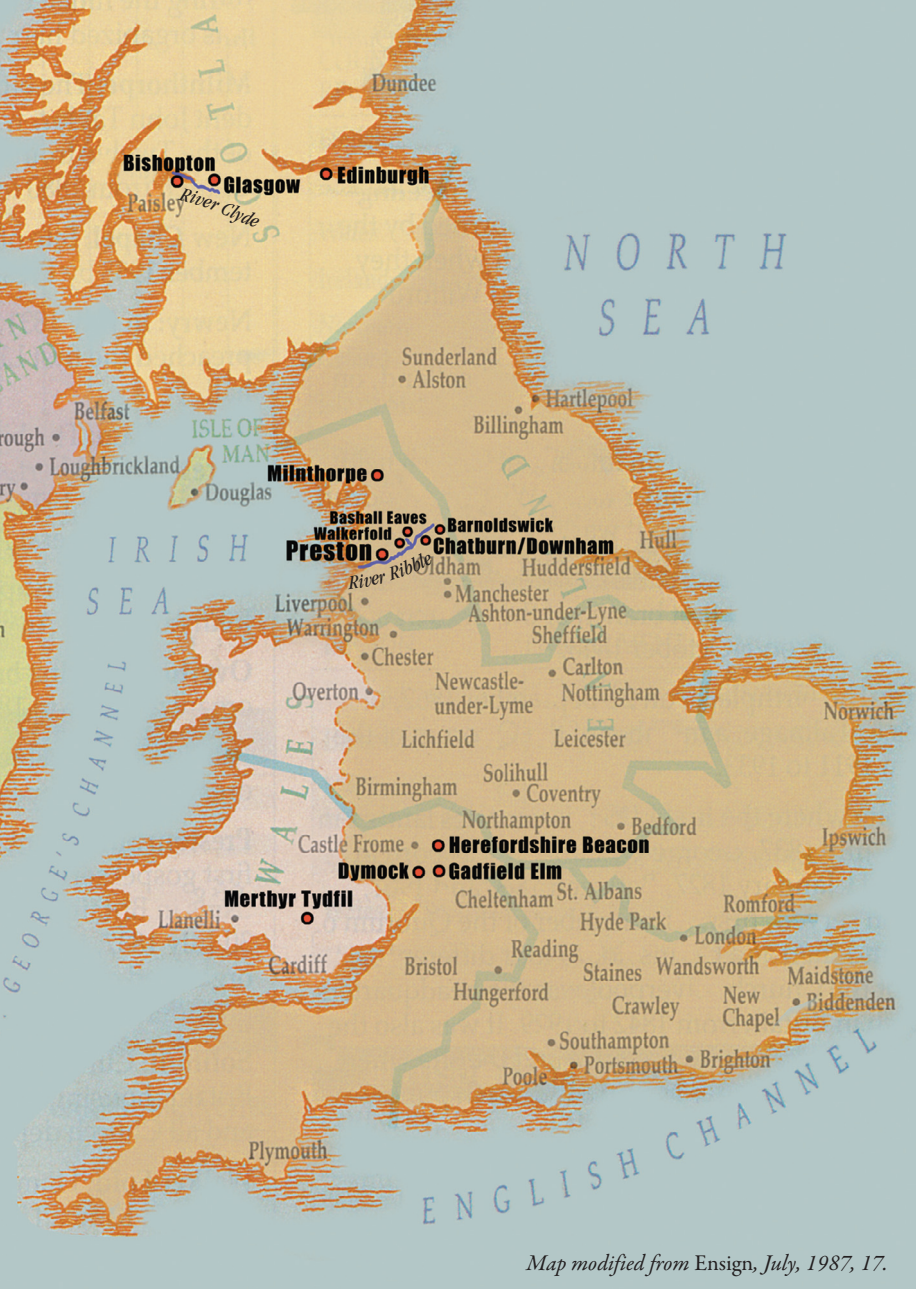 SCOTLA
Dundee
Bishopton
Glasgow
Edinburgh
Paisley
River Clyde
NORTH
SEA
Sunderland
Alston
Hartlepool
Billingham
Belfast
rough
Loughbrickland
ry
ISLE OF
MAN
Douglas
Milnthorpe
IRISH
SEA
Bashall Eaves
Walkerfold
Preston
Barnoldswick
Chatburn/Downham
River Ribble
Oldham
Huddersfield
Hull
Manchester
Ashton-under-Lyne
Sheffield
Liverpool
Warrington
Chester
Carlton
Nottingham
Overton
Newcastle-
under-Lyme
Norwich
Lichfield
Leicester
WALES
GEORGE'S CHANNEL
Birmingham
Solihull
Coventry
Northampton
Bedford
Ipswich
Castle Frome
Herefordshire Beacon
Dymock
Gadfield Elm
Merthyr Tydfil
Llanelli
Cheltenham
St. Albans
Hyde Park
Romford
London
Cardiff
Bristol
Reading
Hungerford
Staines
Wandsworth
Maidstone
Crawley
New
Chapel
Biddenden
Southampton
Portsmouth
Brighton
Poole
Plymouth
ENGLISH CHANNEL
Map modified from Ensign, July, 1987, 17.